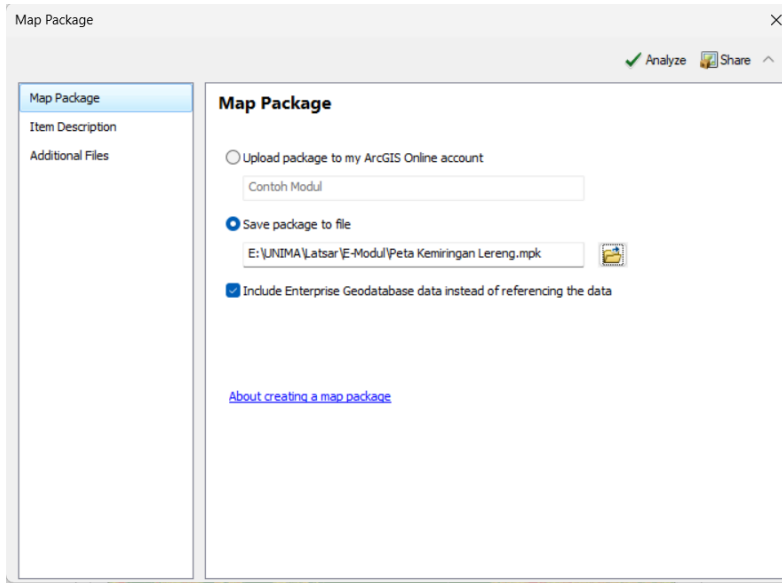 Map Package
Analyze Share
Map Package
Item Description
Additional Files
Map Package
Upload package to my ArcGIS Online account
Contoh Modul
Save package to file
E:\UNIMA\Latsar\E-Modul\Peta Kemiringan Lereng.mpk
Include Enterprise Geodatabase data instead of referencing the data
About creating a map package